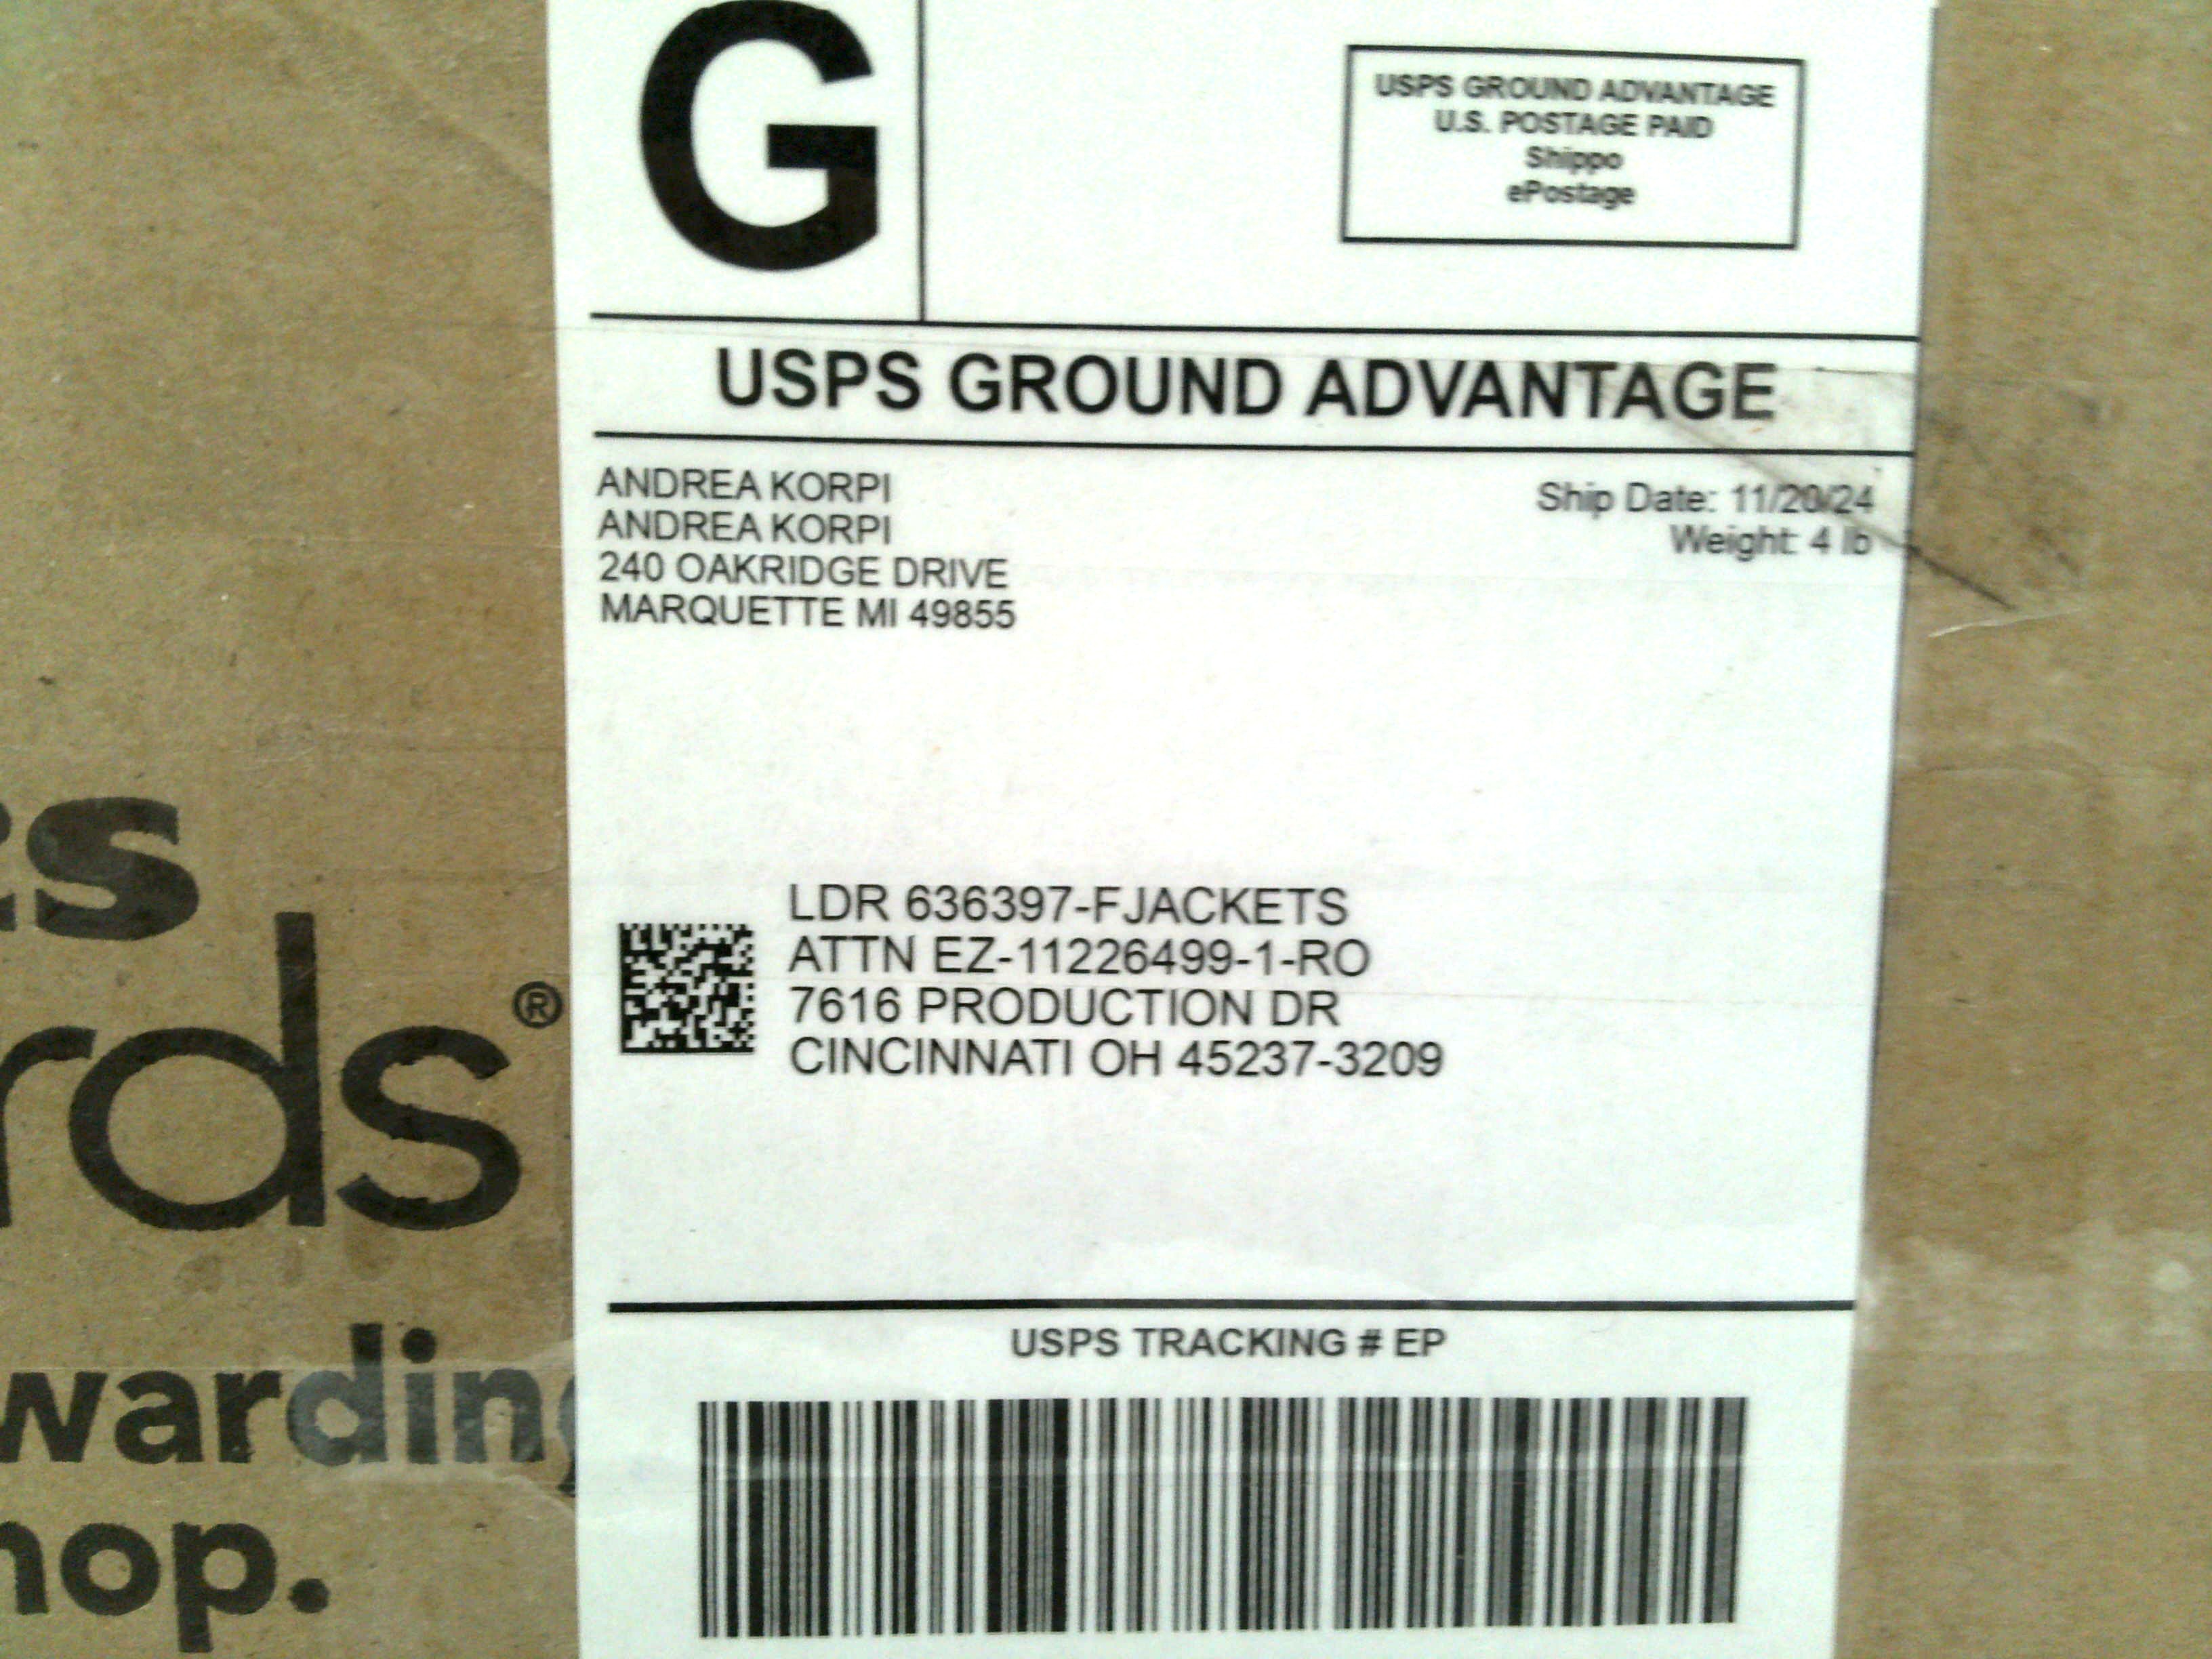 G
USPS GROUND ADVANTAGE
U.S. POSTAGE PAID
Shippo
ePostage
USPS GROUND ADVANTAGE
ANDREA KORPI
ANDREA KORPI
240 OAKRIDGE DRIVE
MARQUETTE MI 49855
Ship Date: 11/20/24
Weight: 4 lb
LDR 636397-FJACKETS
ATTN EZ-11226499-1-RO
7616 PRODUCTION DR
CINCINNATI OH 45237-3209
USPS TRACKING # EP
ts
rds®
warding
hop.